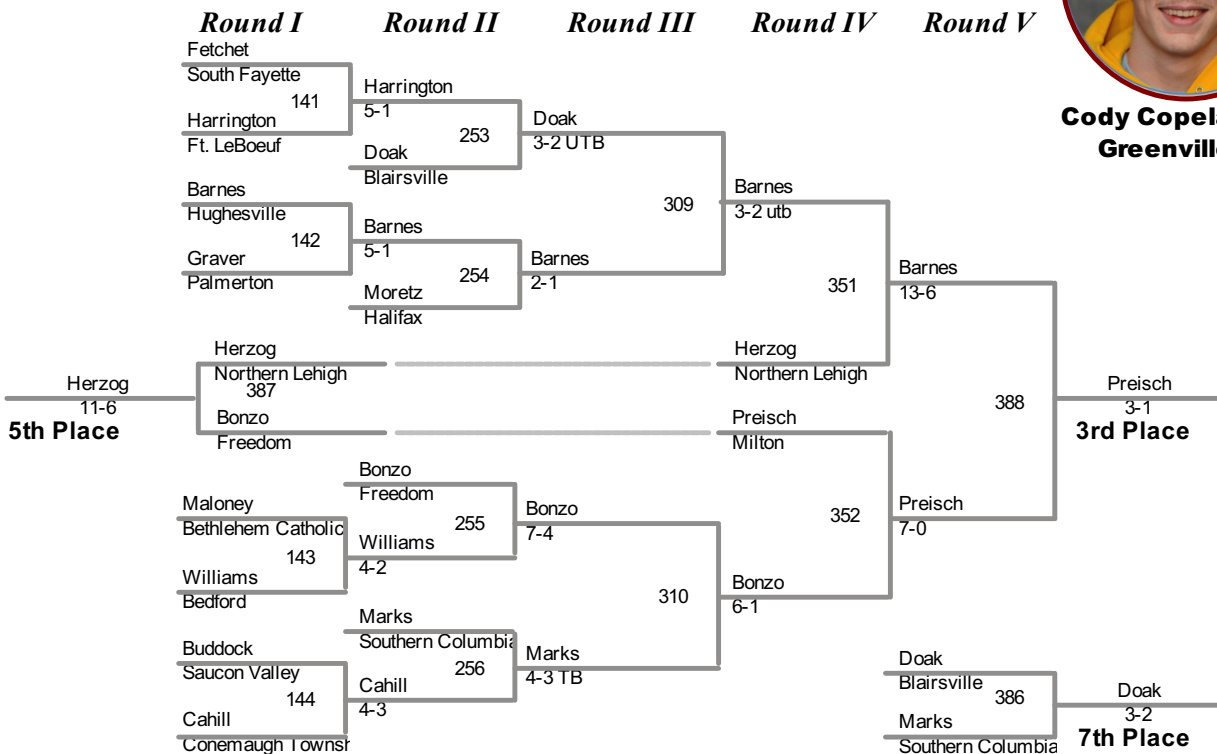 Round I Round II Round III Round IV Round V
Fetchet
South Fayette
141
Harrington
Ft. LeBoeuf
Barnes
Hughesville
142
Graver
Palmerton
Harrington
5-1
253
Doak
Blairsville
Barnes
5-1
254
Moretz
Halifax
Doak
3-2 UTB
309
Barnes
2-1
Barnes
3-2 utb
351
Herzog
Northern Lehigh
Barnes
13-6
388
Cody
Herzog
Northern Lehigh
387
Bonzo
Freedom
Herzog
11-6
5th Place
Preisch
Milton
352
Preisch
7-0
Preisch
3-1
3rd Place
Maloney
Bethlehem Catholic
143
Williams
Bedford
Buddock
Saucon Valley
144
Cahill
Conemaugh
Bonzo
Freedom
255
Williams
4-2
Marks
Southern Columbia
256
Cahill
4-3
Bonzo
7-4
310
Marks
4-3 TB
Bonzo
6-1
Doak
Blairsville
386
Marks
Southern Columbia
Doak
3-2
7th Place